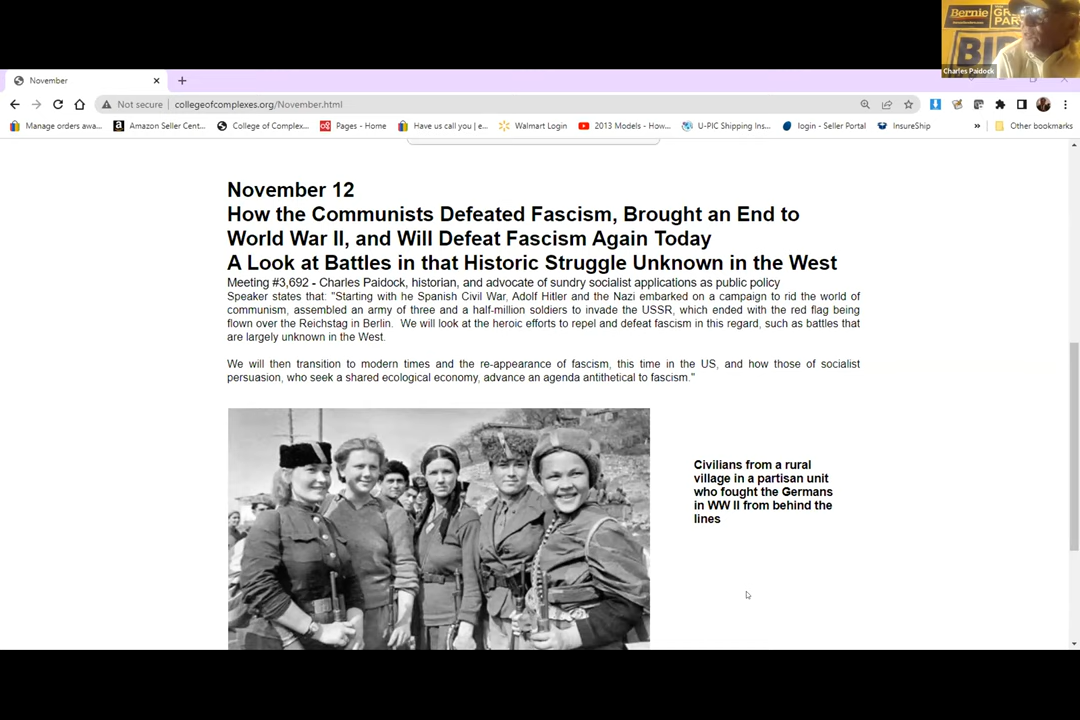 Bernie
GR
PAR
BID
Charles Paidock
November
Not secure
collegeofcomplexes.org/November.html
Manage orders awa...
Amazon Seller Cent...
College of Complex...
Pages - Home
Have us call you | e...
Walmart Login
2013 Models - How...
U-PIC Shipping Ins...
login - Seller Portal
InsureShip
»
Other bookmarks
November 12
How the Communists Defeated Fascism, Brought an End to
World War II, and Will Defeat Fascism Again Today
A Look at Battles in that Historic Struggle Unknown in the West
Meeting #3,692 - Charles Paidock, historian, and advocate of sundry socialist applications as public policy
Speaker states that: "Starting with he Spanish Civil War, Adolf Hitler and the Nazi embarked on a campaign to rid the world of
communism, assembled an army of three and a half-million soldiers to invade the USSR, which ended with the red flag being
flown over the Reichstag in Berlin. We will look at the heroic efforts to repel and defeat fascism in this regard, such as battles that
are largely unknown in the West.
We will then transition to modern times and the re-appearance of fascism, this time in the US, and how those of socialist
persuasion, who seek a shared ecological economy, advance an agenda antithetical to fascism."
Civilians from a rural
village in a partisan unit
who fought the Germans
in WW II from behind the
lines